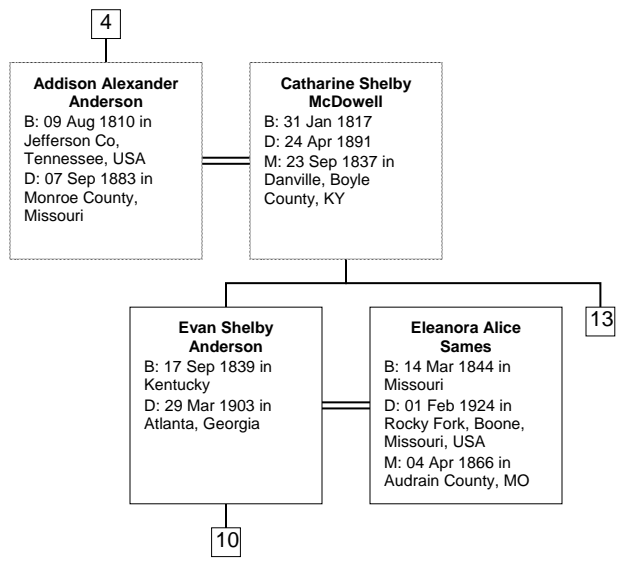 4
Addison Alexander
Anderson
B: 09 Aug 1810 in
Jefferson Co,
Tennessee, USA
D: 07 Sep 1883 in
Monroe County,
Missouri
Catharine Shelby
McDowell
B: 31 Jan 1817
D: 24 Apr 1891
M: 23 Sep 1837 in
Danville, Boyle
County, KY
13
Evan Shelby
Anderson
B: 17 Sep 1839 in
Kentucky
D: 29 Mar 1903 in
Atlanta, Georgia
Eleanora Alice
Sames
B: 14 Mar 1844 in
Missouri
D: 01 Feb 1924 in
Rocky Fork, Boone,
Missouri, USA
M: 04 Apr 1866 in
Audrain County, MO
10